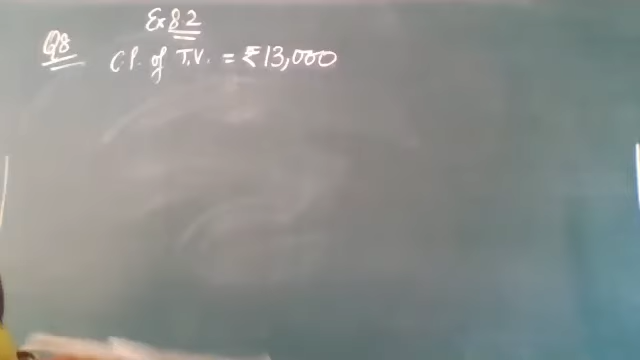 Ex 8.2
Q8 C.P. of T.V. = ₹13,000